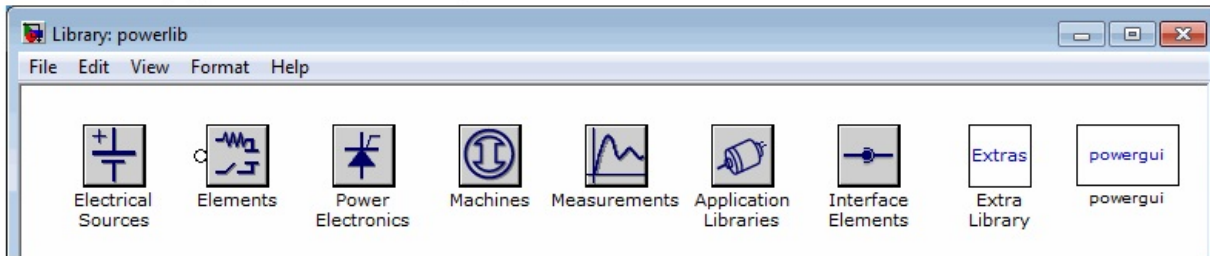 Library: powerlib
File Edit View Format Help
Extras
powergui
Electrical Sources
Elements
Power Electronics
Machines
Measurements
Application Libraries
Interface Elements
Extra Library
powergui